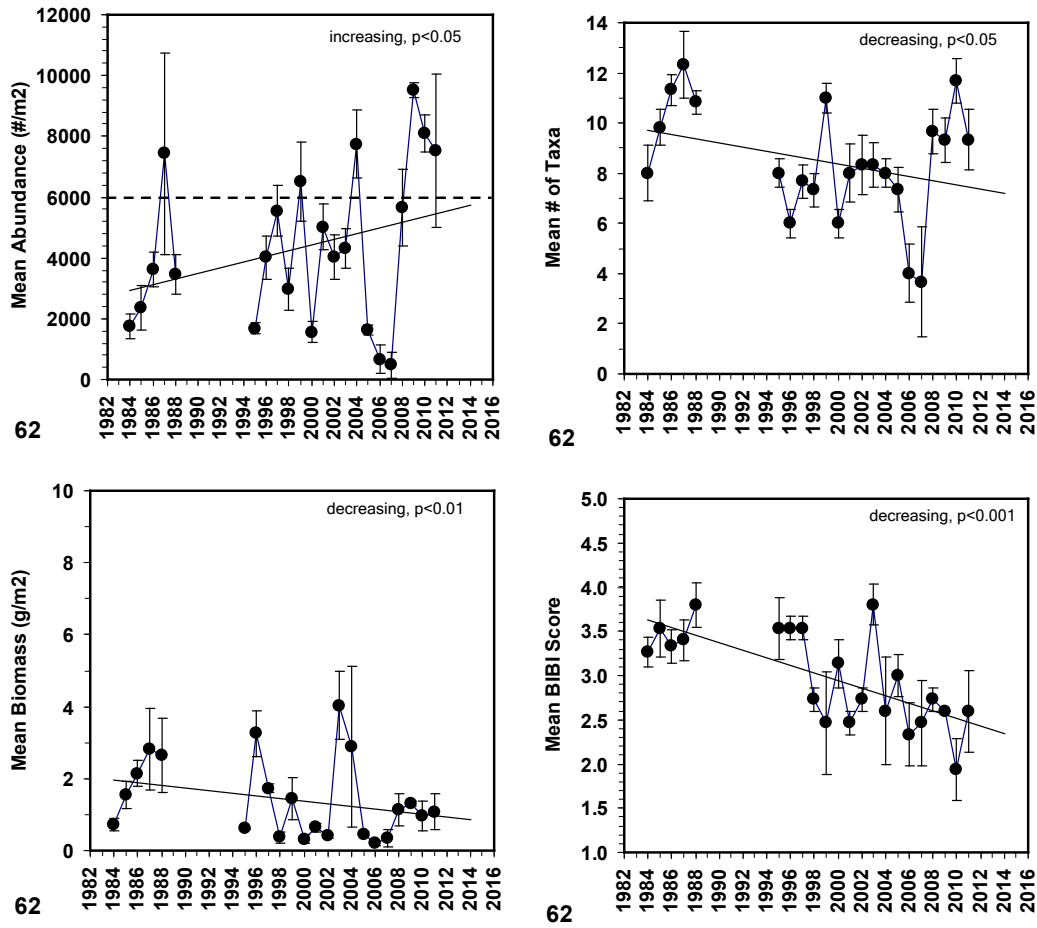 12000
10000
8000
6000
4000
2000
0
Mean Abundance (#/m2)
increasing, p<0.05
1982 1984 1986 1988 1990 1992 1994 1996 1998 2000 2002 2004 2006 2008 2010 2012 2014 2016
62
14
12
10
8
6
4
2
0
Mean # of Taxa
decreasing, p<0.05
1982 1984 1986 1988 1990 1992 1994 1996 1998 2000 2002 2004 2006 2008 2010 2012 2014 2016
62
10
8
6
4
2
0
Mean Biomass (g/m2)
decreasing, p<0.01
1982 1984 1986 1988 1990 1992 1994 1996 1998 2000 2002 2004 2006 2008 2010 2012 2014 2016
62
5.0
4.5
4.0
3.5
3.0
2.5
2.0
1.5
1.0
Mean BIBI Score
decreasing, p<0.001
1982 1984 1986 1988 1990 1992 1994 1996 1998 2000 2002 2004 2006 2008 2010 2012 2014 2016
62